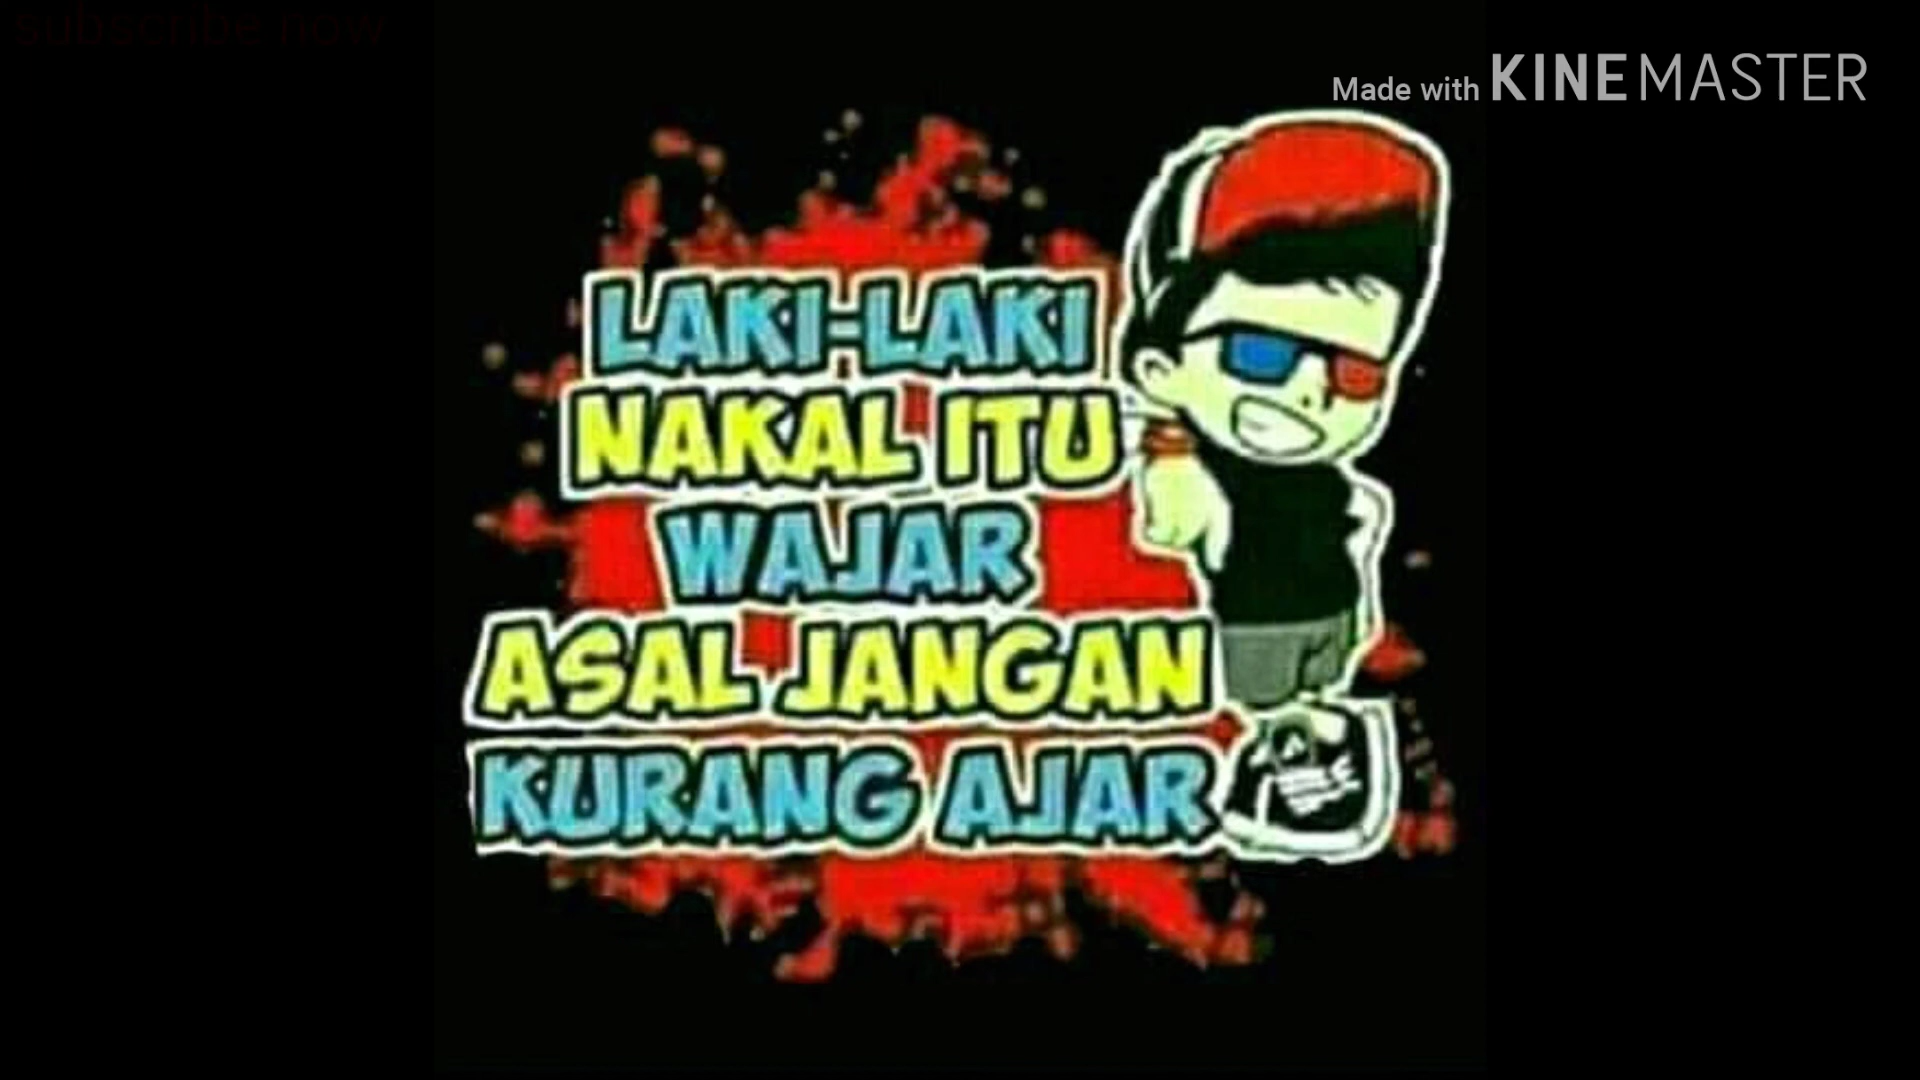 subscribe now
Made with KINEMASTER
LAKI-LAKI
NAKAL ITU
WAJAR
ASAL JANGAN
KURANG AJAR